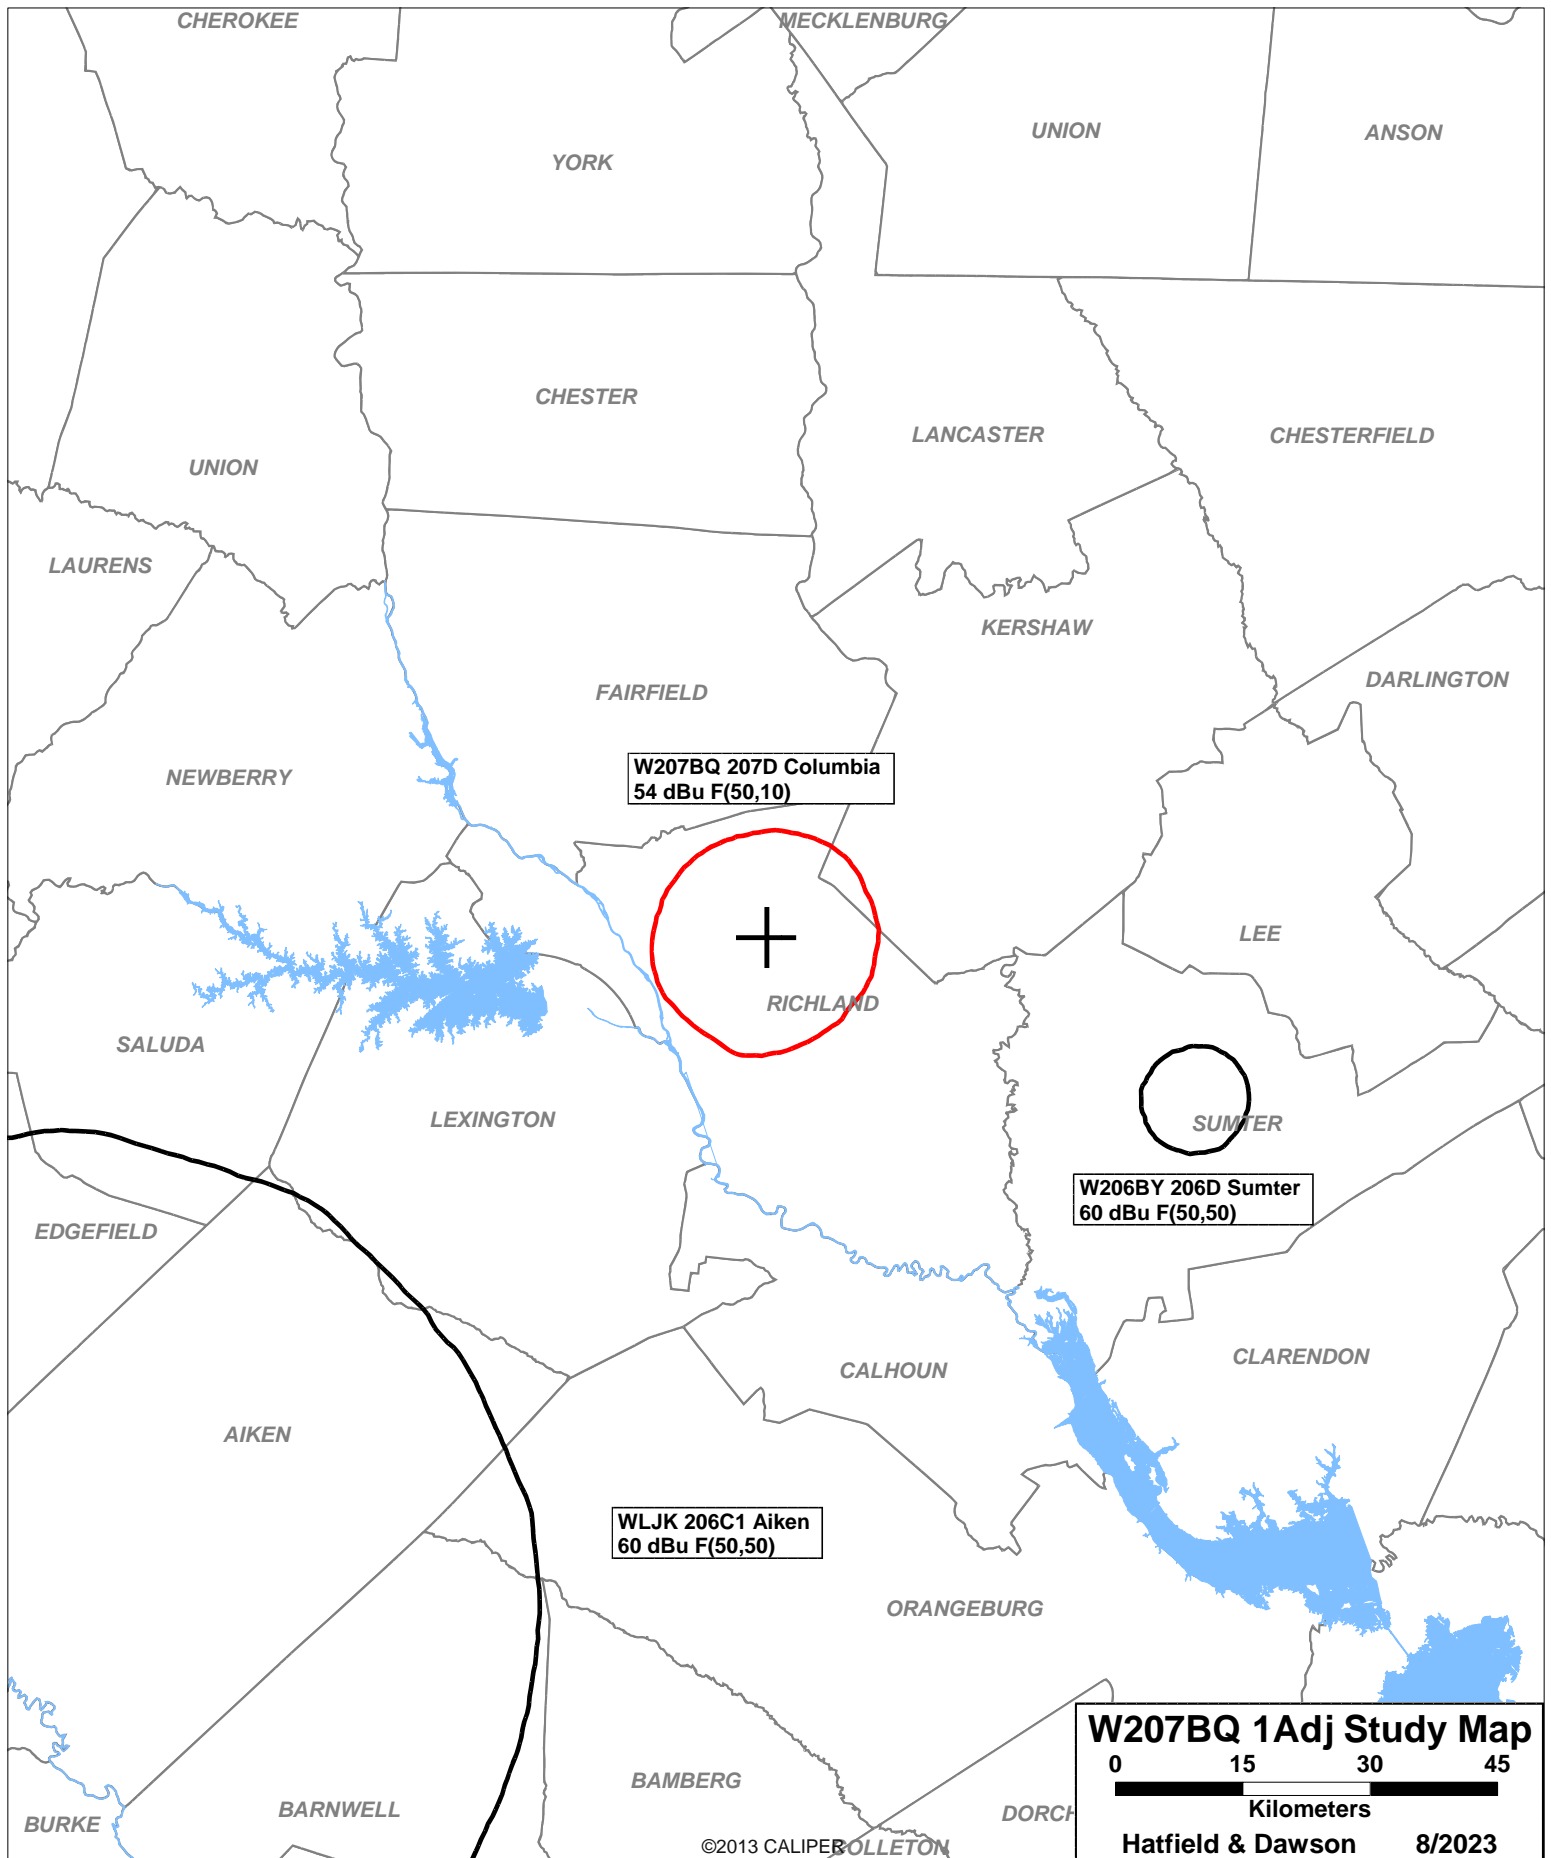 CHEROKEE
MECKLENBURG
UNION
ANSON
YORK
CHESTER
LANCASTER
CHESTERFIELD
UNION
LAURENS
KERSHAW
DARLINGTON
FAIRFIELD
NEWBERRY
W207BQ 207D Columbia
54 dBu F(50,10)
LEE
RICHLAND
SALUDA
LEXINGTON
SUMTER
W206BY 206D Sumter
60 dBu F(50,50)
EDGEFIELD
CLARENDON
CALHOUN
AIKEN
WLJK 206C1 Aiken
60 dBu F(50,50)
ORANGEBURG
W207BQ 1Adj Study Map
0 15 30 45
Kilometers
Hatfield & Dawson 8/2023
BAMBERG
BARNWELL
DORCH
BURKE
©2013 CALIPER
OLLETON